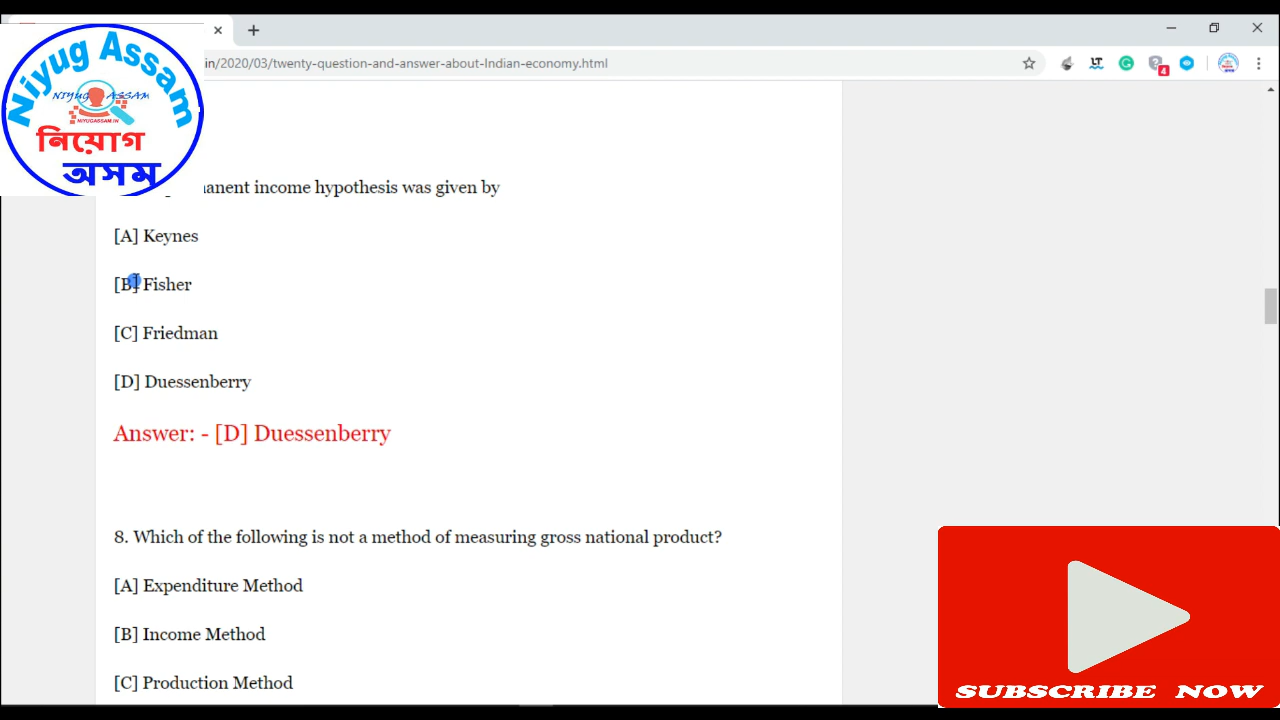 in/2020/03/twenty-question-and-answer-about-Indian-economy.html
4
Niyug Assam
NIYUG ASSAM
NIYUGASSAM.IN
নিয়োগ
অসম
income hypothesis was given by
[A] Keynes
[B] Fisher
[C] Friedman
[D] Duessenberry
Answer: - [D] Duessenberry
8. Which of the following is not a method of measuring gross national product?
[A] Expenditure Method
[B] Income Method
[C] Production Method
SUBSCRIBE NOW